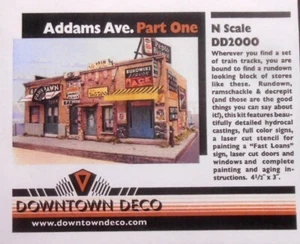 Addams Ave. Part One
N Scale
DD2000
Wherever you find a set
of train tracks, you are
bound to find a rundown
looking block of stores
like these. Rundown,
ramschackle & decrepit
(and those are the good
things you can say about
it!), this kit features beau-
tifully detailed hydrocal
castings, full color signs,
a laser cut stencil for
painting a "Fast Loans"
sign, laser cut doors and
windows and complete
painting and aging in-
structions. 4½" x 3".
DOWNTOWN DECO
www.downtowndeco.com